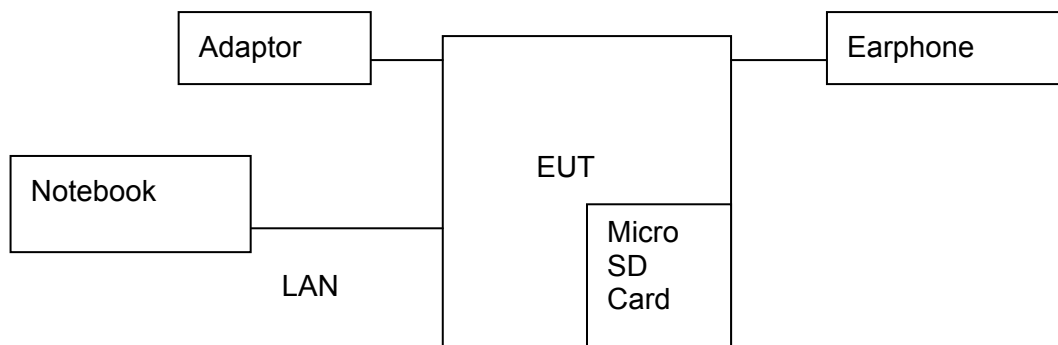 Adaptor
Earphone
EUT
Notebook
Micro
SD
Card
LAN